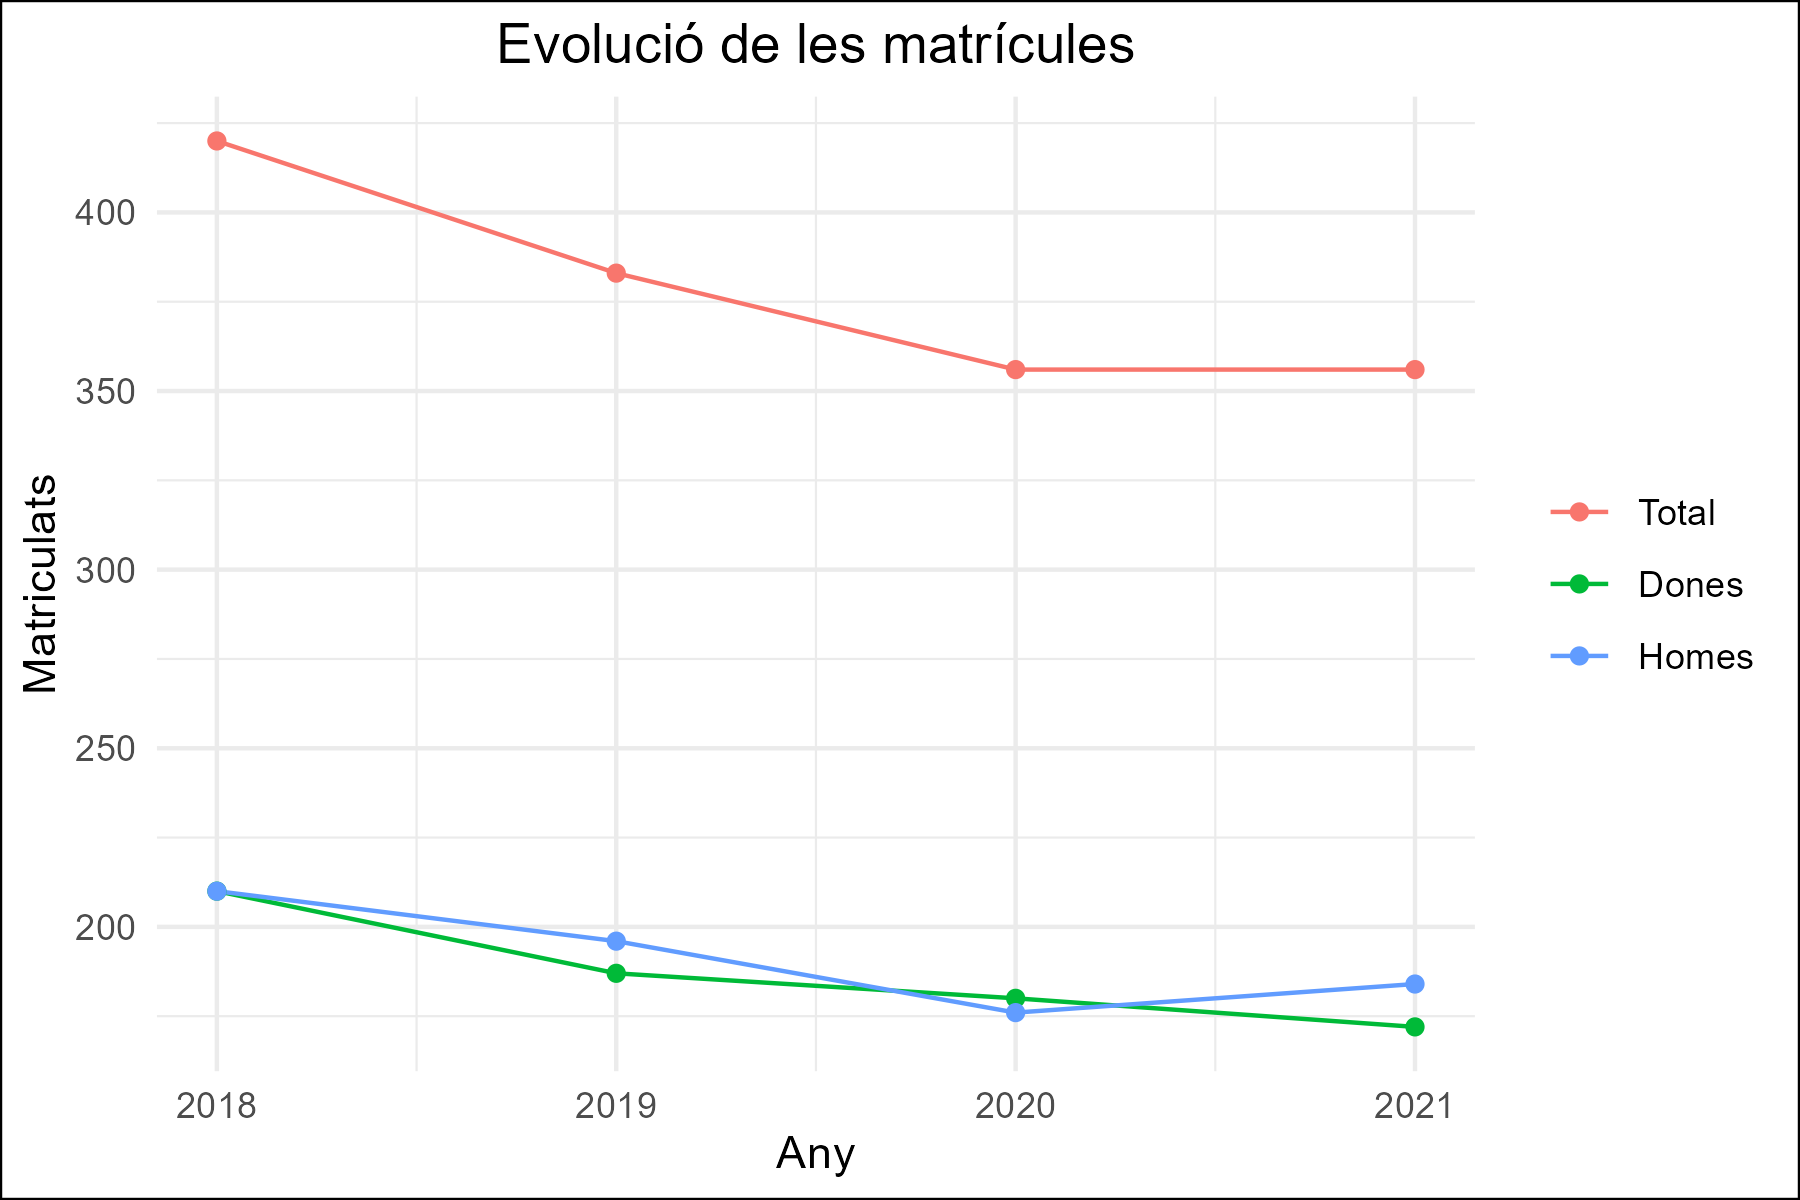 Evolució de les matrícules
Matriculats
400
350
300
250
200
2018 2019 2020 2021
Any
Total
Dones
Homes